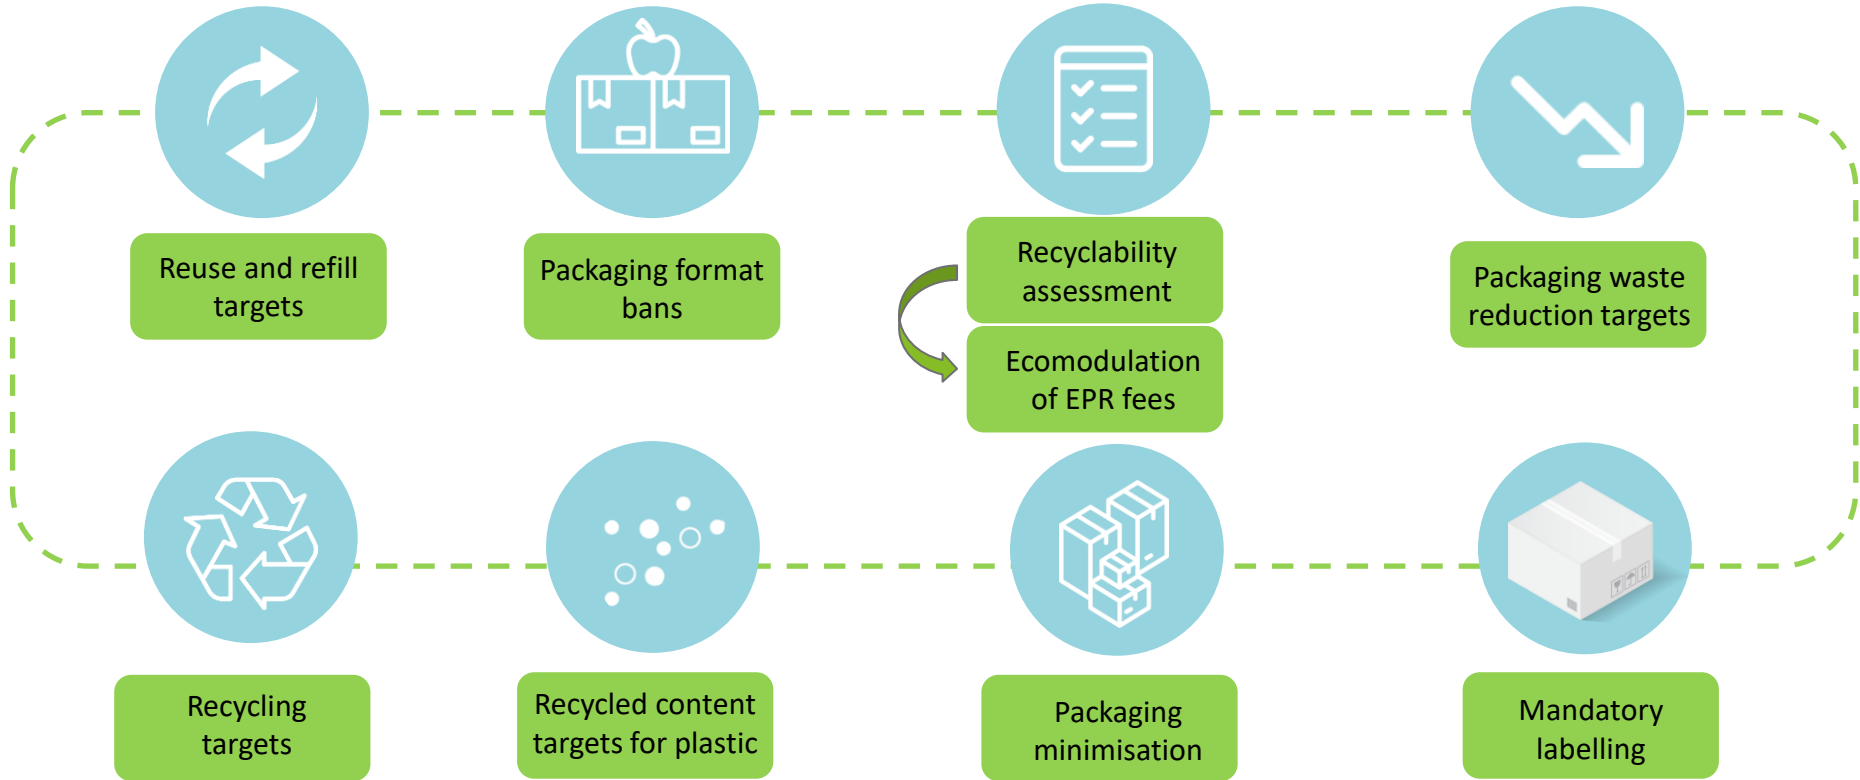 Reuse and refill
targets
Packaging format
bans
Recyclability
assessment
Ecomodulation
of EPR fees
Packaging waste
reduction targets
Recycling
targets
Recycled content
targets for plastic
Packaging
minimisation
Mandatory
labelling